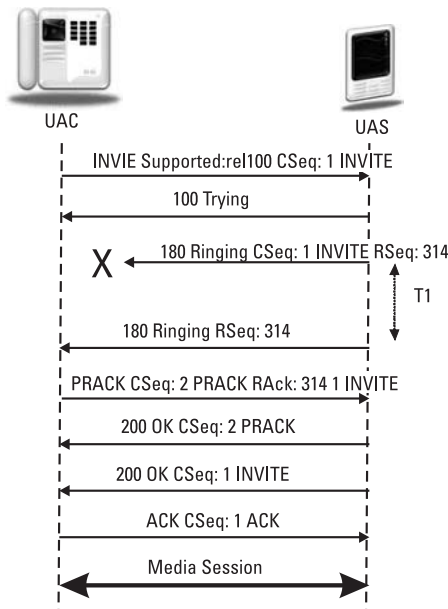 UAC
UAS
INVIE Supported:rel100 CSeq: 1 INVITE
100 Trying
180 Ringing CSeq: 1 INVITE RSeq: 314
X
T1
180 Ringing RSeq: 314
PRACK CSeq: 2 PRACK RAck: 314 1 INVITE
200 OK CSeq: 2 PRACK
200 OK CSeq: 1 INVITE
ACK CSeq: 1 ACK
Media Session